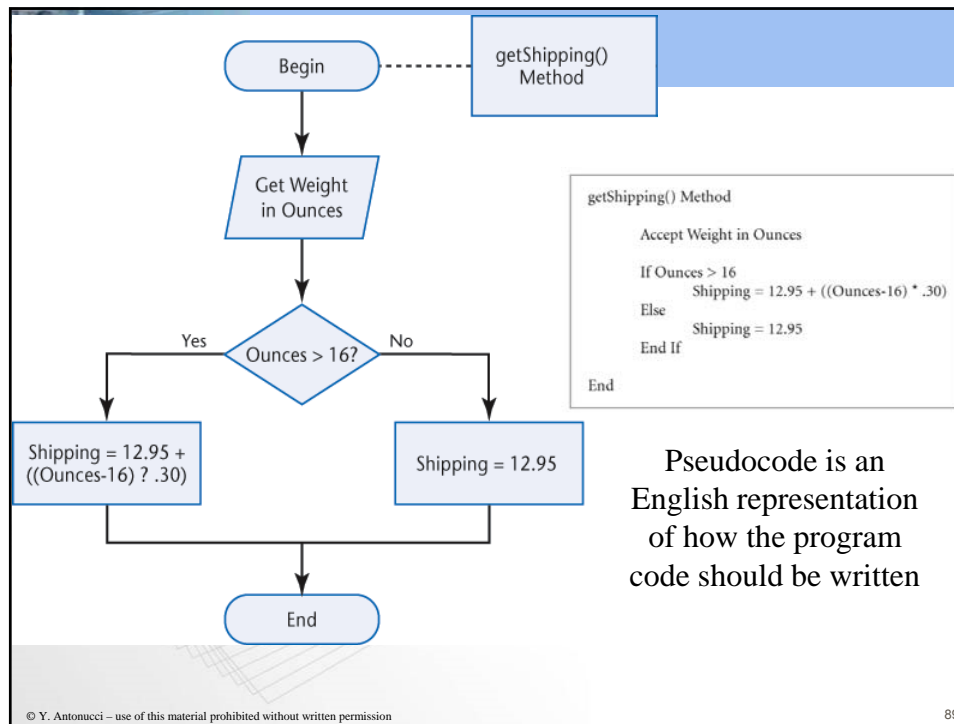 Begin
getShipping()
Method
Get Weight
in Ounces
Ounces > 16?
Yes
No
Shipping = 12.95 +
((Ounces-16) ? .30)
Shipping = 12.95
End
getShipping() Method
Accept Weight in Ounces
If Ounces > 16
Shipping = 12.95 + ((Ounces-16) * .30)
Else
Shipping = 12.95
End If
End
Pseudocode is an
English representation
of how the program
code should be written
© Y. Antonucci – use of this material prohibited without written permission